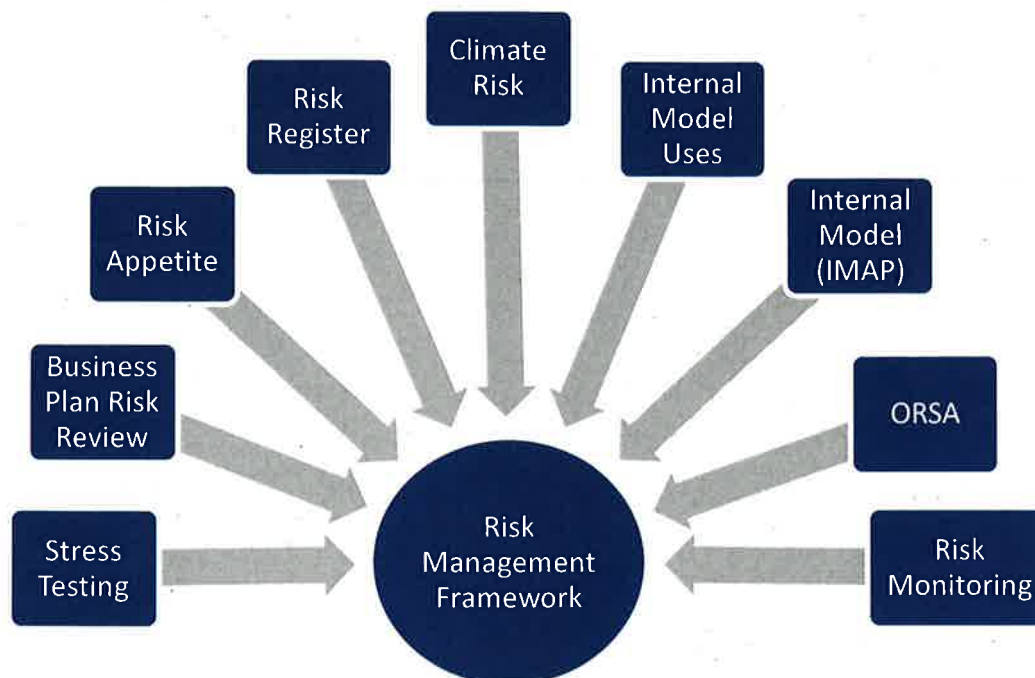 Climate
Risk
Risk
Register
Internal
Model
Uses
Risk
Appetite
Internal
Model
(IMAP)
Business
Plan Risk
Review
ORSA
Stress
Testing
Risk
Management
Framework
Risk
Monitoring